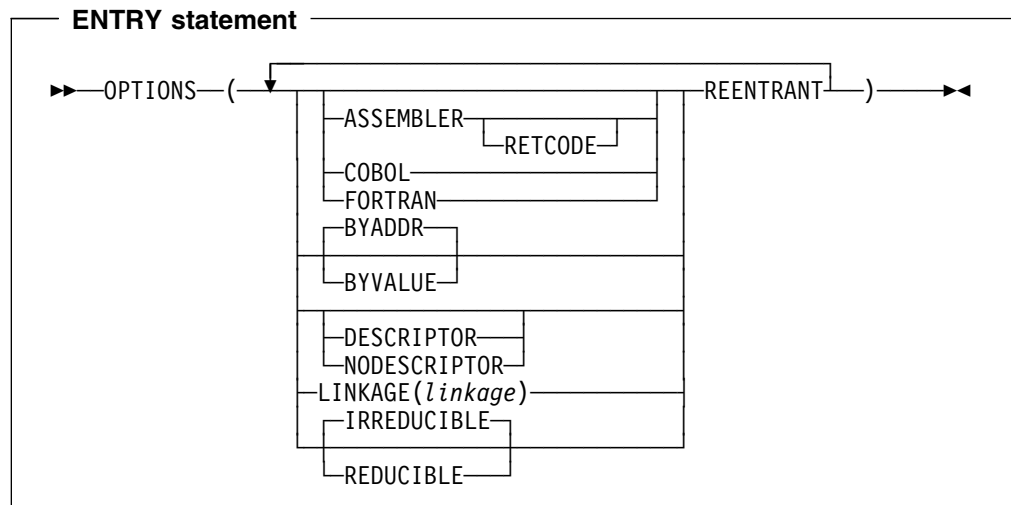 ENTRY statement
OPTIONS ( REENTRANT )
ASSEMBLER
RETCODE
COBOL
FORTRAN
BYADDR
BYVALUE
DESCRIPTOR
NODESCRIPTOR
LINKAGE(linkage)
IRREDUCIBLE
REDUCIBLE